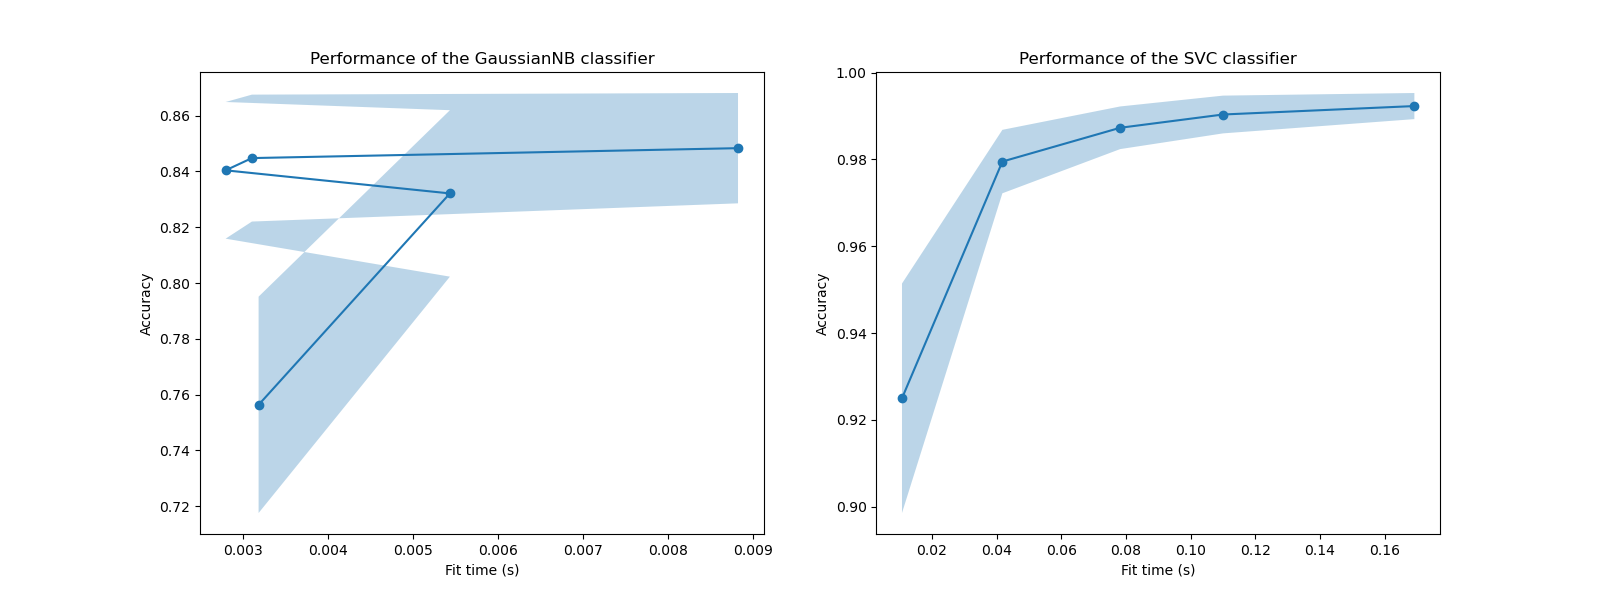 Performance of the GaussianNB classifier
Accuracy
0.86
0.84
0.82
0.80
0.78
0.76
0.74
0.72
0.003 0.004 0.005 0.006 0.007 0.008 0.009
Fit time (s)
Performance of the SVC classifier
Accuracy
1.00
0.98
0.96
0.94
0.92
0.90
0.02 0.04 0.06 0.08 0.10 0.12 0.14 0.16
Fit time (s)